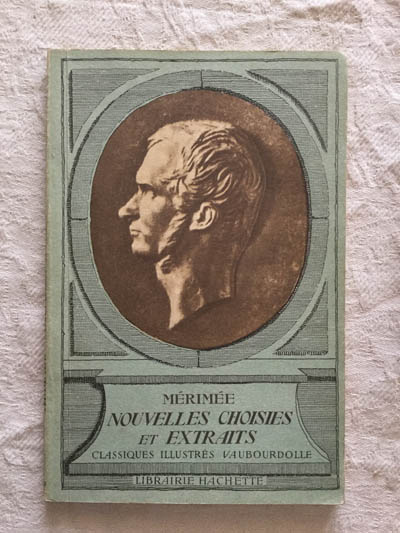 MÉRIMÉE
NOUVELLES CHOISIES
ET EXTRAITS
CLASSIQUES ILLUSTRÉS VAUBOURDOLLE
LIBRAIRIE HACHETTE